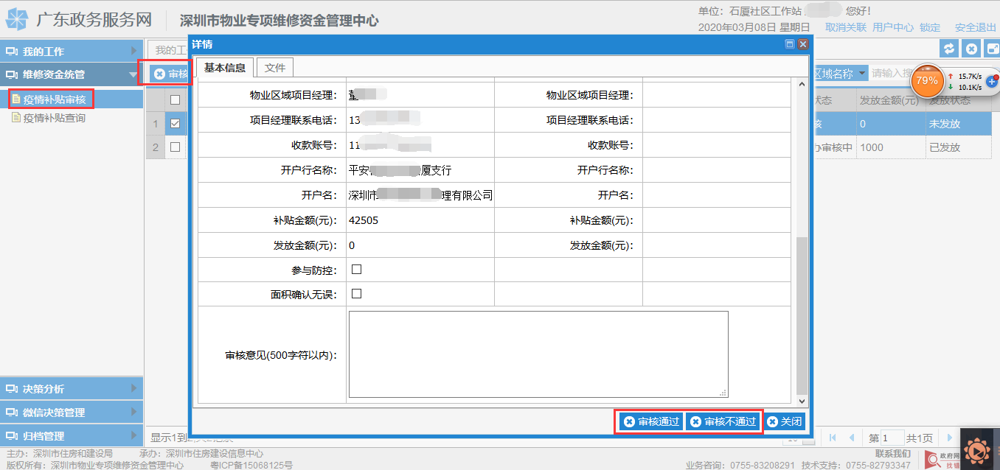 广东政务服务网 深圳市物业专项维修资金管理中心
单位：石厦社区工作站 您好！
2020年03月08日 星期日 取消关联 用户中心 锁定 安全退出
我的工作
维修资金统管
疫情补贴审核
疫情补贴查询
决策分析
微信决策管理
归档管理
我的工
审核
1
2
详情
基本信息 文件
物业区域项目经理： 物业区域项目经理：
项目经理联系电话： 13 项目经理联系电话：
收款账号： 11 收款账号：
开户行名称： 平安 厦支行 开户行名称：
开户名： 深圳市 理有限公司 开户名：
补贴金额(元)： 42505 补贴金额(元)：
发放金额(元)： 0 发放金额(元)：
参与防控：
面积确认无误：
审核意见(500字符以内)：
审核通过 审核不通过 关闭
区域名称 请输入搜
79% 15.7K/s
10.1K/s
状态 发放金额(元) 发放状态
核 0 未发放
办审核中 1000 已发放
显示1到
第 1 共1页
主办：深圳市住房和建设局 承办：深圳市住房建设信息中心
版权所有：深圳市物业专项维修资金管理中心 粤ICP备15068125号
联系我们
业务咨询：0755-83208291 技术支持：0755-82793347
政府网
找错